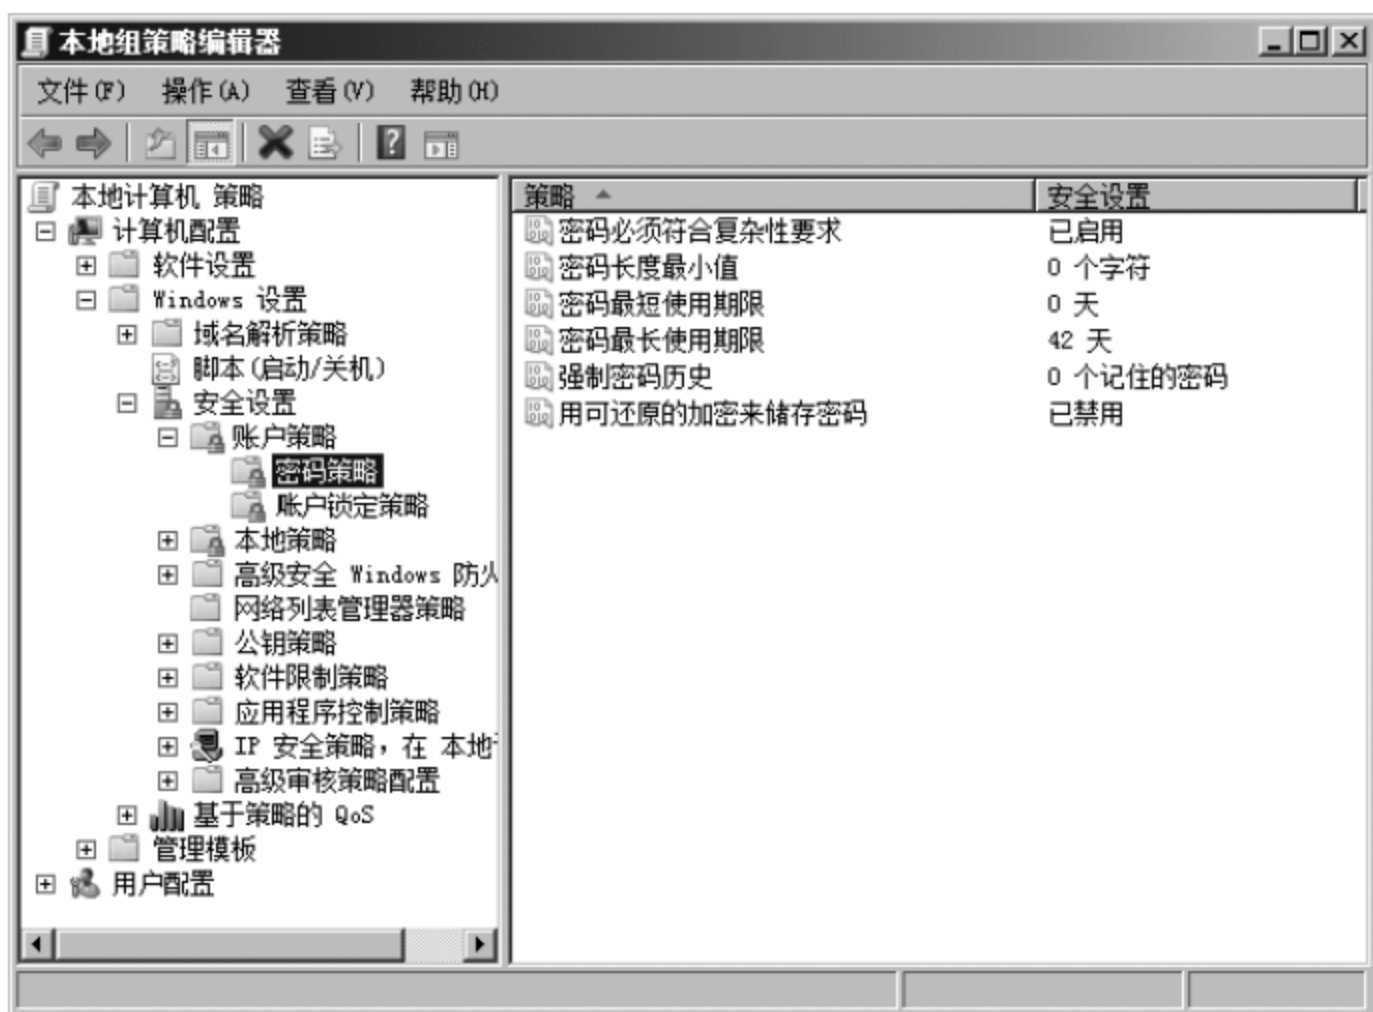 本地组策略编辑器
文件(F) 操作(A) 查看(V) 帮助(H)
本地计算机 策略
计算机配置
软件设置
Windows 设置
域名解析策略
脚本(启动/关机)
安全设置
账户策略
密码策略
账户锁定策略
本地策略
高级安全 Windows 防火
网络列表管理器策略
公钥策略
软件限制策略
应用程序控制策略
IP 安全策略，在 本地
高级审核策略配置
基于策略的 QoS
管理模板
用户配置
策略 安全设置
密码必须符合复杂性要求 已启用
密码长度最小值 0 个字符
密码最短使用期限 0 天
密码最长使用期限 42 天
强制密码历史 0 个记住的密码
用可还原的加密来储存密码 已禁用